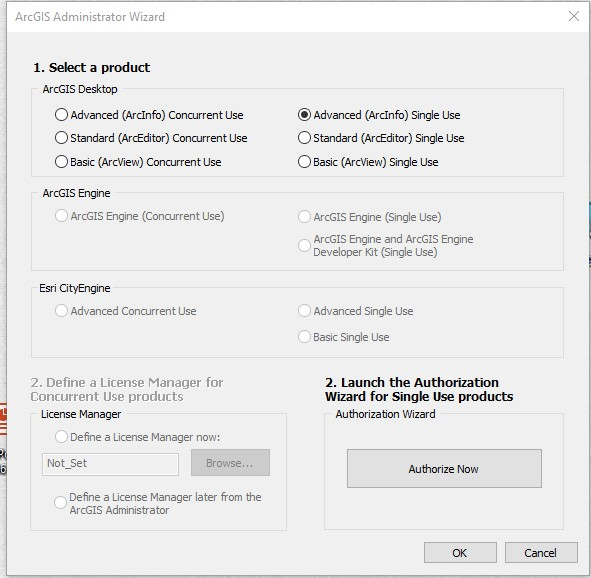 ArcGIS Administrator Wizard
1. Select a product
ArcGIS Desktop
Advanced (ArcInfo) Concurrent Use
Advanced (ArcInfo) Single Use
Standard (ArcEditor) Concurrent Use
Standard (ArcEditor) Single Use
Basic (ArcView) Concurrent Use
Basic (ArcView) Single Use
ArcGIS Engine
ArcGIS Engine (Concurrent Use)
ArcGIS Engine (Single Use)
ArcGIS Engine and ArcGIS Engine
Developer Kit (Single Use)
Esri CityEngine
Advanced Concurrent Use
Advanced Single Use
Basic Single Use
2. Define a License Manager for
Concurrent Use products
License Manager
Define a License Manager now:
Not_Set
Browse...
Define a License Manager later from the
ArcGIS Administrator
2. Launch the Authorization
Wizard for Single Use products
Authorization Wizard
Authorize Now
OK
Cancel